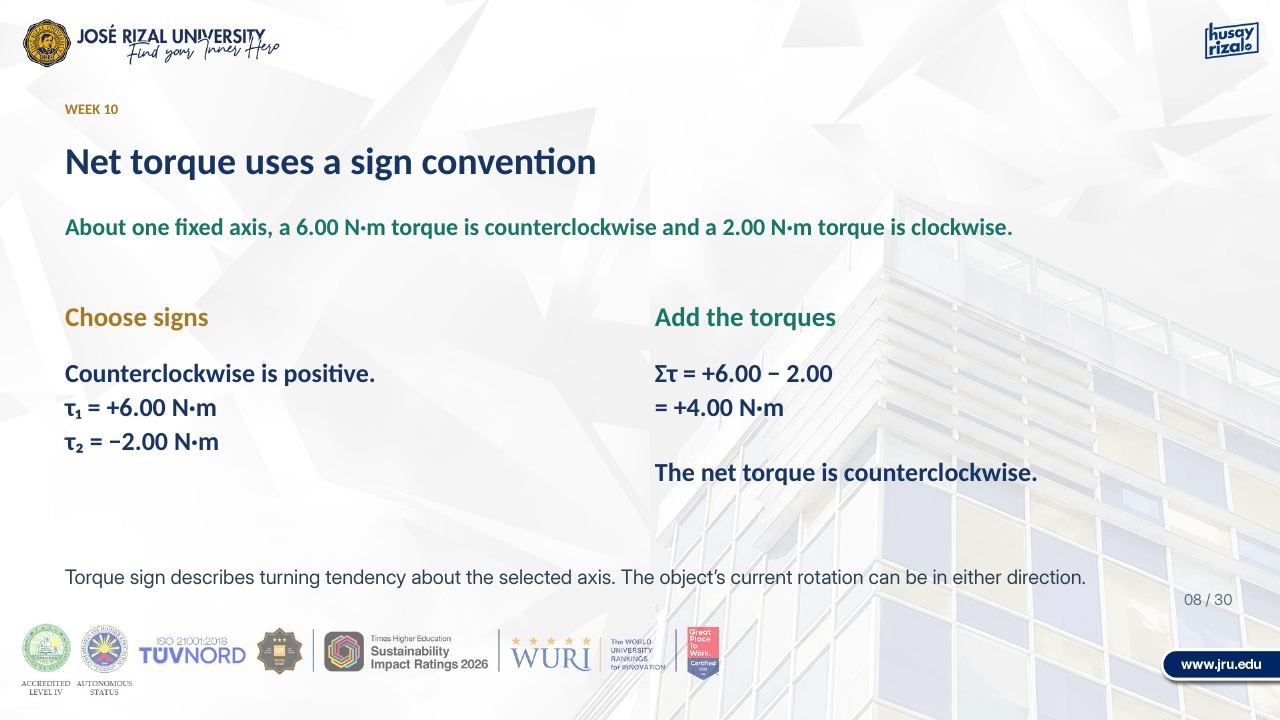 JOSÉ RIZAL UNIVERSITY
Find your Inner Hero
husay
rizal
WEEK 10
Net torque uses a sign convention
About one fixed axis, a 6.00 N·m torque is counterclockwise and a 2.00 N·m torque is clockwise.
Choose signs
Counterclockwise is positive.
τ₁ = +6.00 N·m
τ₂ = −2.00 N·m
Add the torques
Στ = +6.00 − 2.00
= +4.00 N·m
The net torque is counterclockwise.
Torque sign describes turning tendency about the selected axis. The object’s current rotation can be in either direction.
08 / 30
ACCREDITED
LEVEL IV
AUTONOMOUS
STATUS
ISO 21001:2018
TÜVNORD
Times Higher Education
Sustainability
Impact Ratings 2026
WURI
The WORLD
UNIVERSITY
RANKINGS
for INNOVATION
Great
Place
To
Work.
Certified
www.jru.edu